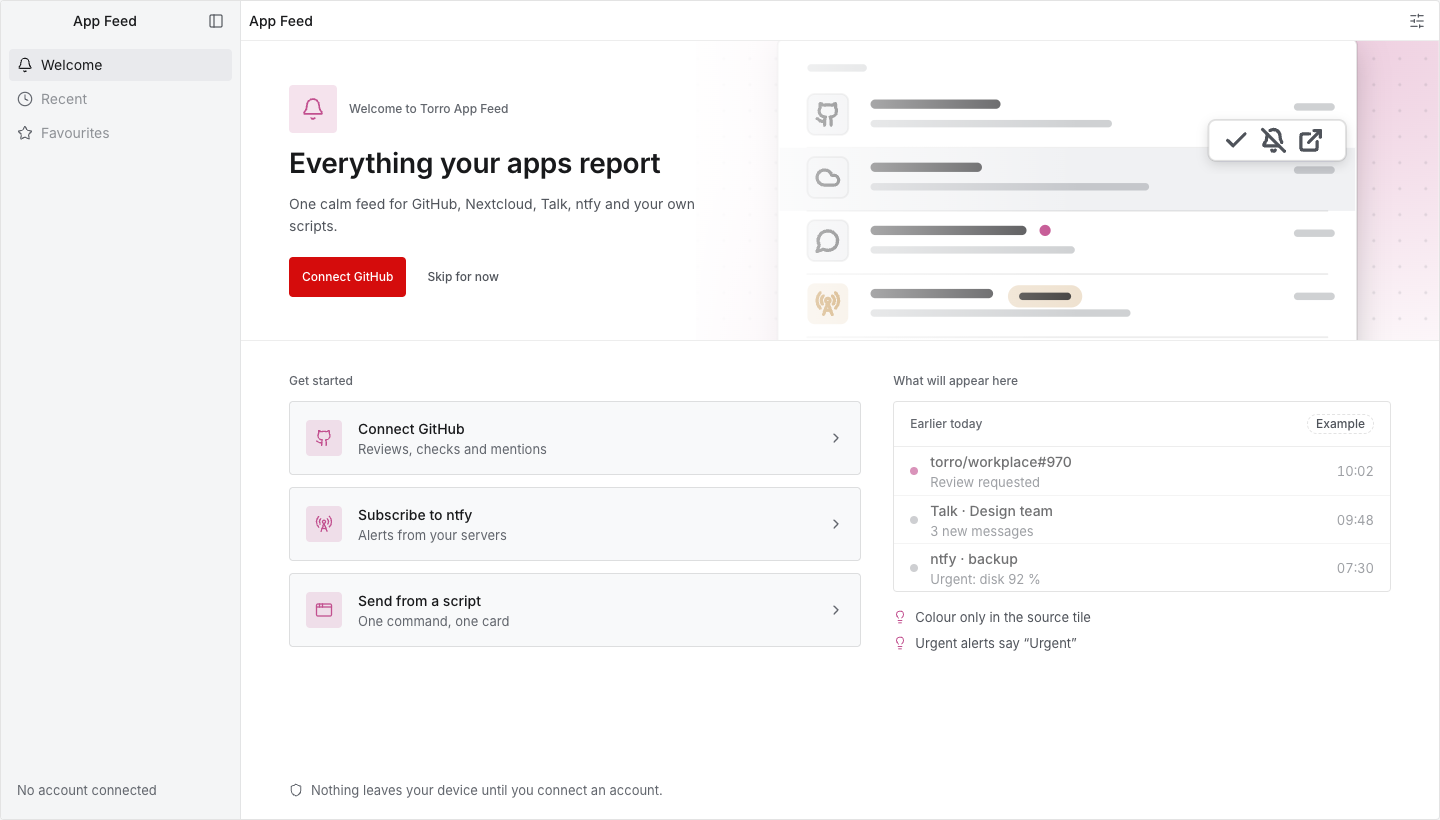 App Feed
Welcome
Recent
Favourites
No account connected
App Feed
Welcome to Torro App Feed
Everything your apps report
One calm feed for GitHub, Nextcloud, Talk, ntfy and your own
scripts.
Connect GitHub
Skip for now
Get started
Connect GitHub
Reviews, checks and mentions
Subscribe to ntfy
Alerts from your servers
Send from a script
One command, one card
What will appear here
Earlier today
Example
torro/workplace#970
Review requested
10:02
Talk · Design team
3 new messages
09:48
ntfy · backup
Urgent: disk 92 %
07:30
Colour only in the source tile
Urgent alerts say “Urgent”
Nothing leaves your device until you connect an account.